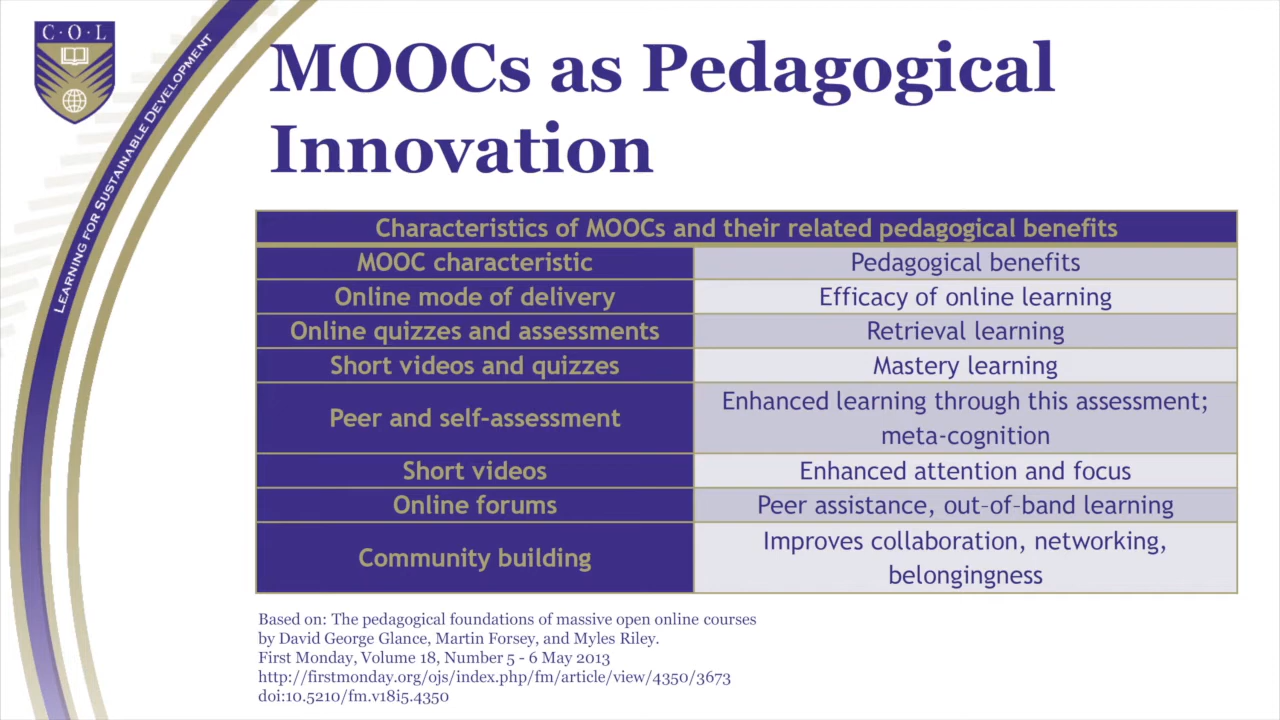 C·O·L
LEARNING FOR SUSTAINABLE DEVELOPMENT
MOOCs as Pedagogical
Innovation
Characteristics of MOOCs and their related pedagogical benefits
MOOC characteristic
Pedagogical benefits
Online mode of delivery
Efficacy of online learning
Online quizzes and assessments
Retrieval learning
Short videos and quizzes
Mastery learning
Peer and self-assessment
Enhanced learning through this assessment;
meta-cognition
Short videos
Enhanced attention and focus
Online forums
Peer assistance, out-of-band learning
Community building
Improves collaboration, networking,
belongingness
Based on: The pedagogical foundations of massive open online courses
by David George Glance, Martin Forsey, and Myles Riley.
First Monday, Volume 18, Number 5 - 6 May 2013
http://firstmonday.org/ojs/index.php/fm/article/view/4350/3673
doi:10.5210/fm.v18i5.4350